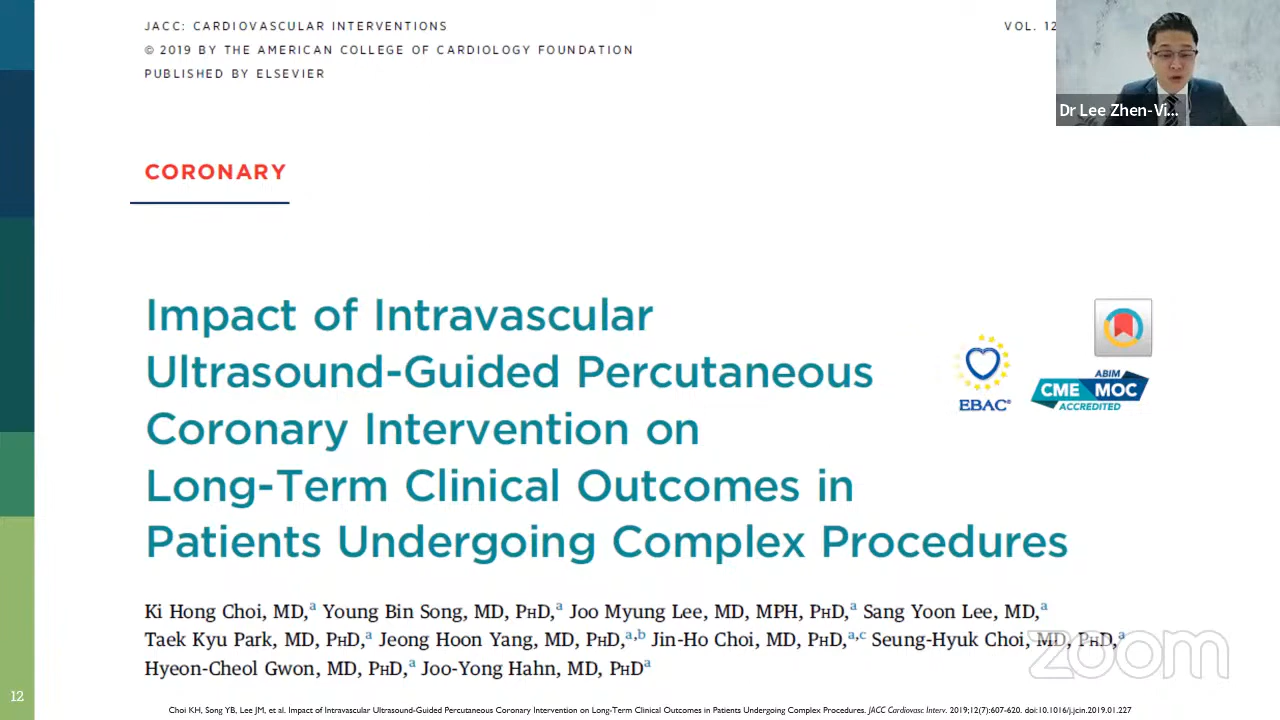 JACC: CARDIOVASCULAR INTERVENTIONS
VOL. 12
© 2019 BY THE AMERICAN COLLEGE OF CARDIOLOGY FOUNDATION
PUBLISHED BY ELSEVIER
Dr Lee Zhen-Vi...
CORONARY
Impact of Intravascular
Ultrasound-Guided Percutaneous
Coronary Intervention on
Long-Term Clinical Outcomes in
Patients Undergoing Complex Procedures
EBAC®
ABIM
CME MOC
ACCREDITED
Ki Hong Choi, MD,a Young Bin Song, MD, PhD,a Joo Myung Lee, MD, MPH, PhD,a Sang Yoon Lee, MD,a
Taek Kyu Park, MD, PhD,a Jeong Hoon Yang, MD, PhD,a,b Jin-Ho Choi, MD, PhD,a,c Seung-Hyuk Choi, MD, PhD,a
Hyeon-Cheol Gwon, MD, PhD,a Joo-Yong Hahn, MD, PhDa
zoom
12
Choi KH, Song YB, Lee JM, et al. Impact of Intravascular Ultrasound-Guided Percutaneous Coronary Intervention on Long-Term Clinical Outcomes in Patients Undergoing Complex Procedures. JACC Cardiovasc Interv. 2019;12(7):607-620. doi:10.1016/j.jcin.2019.01.227